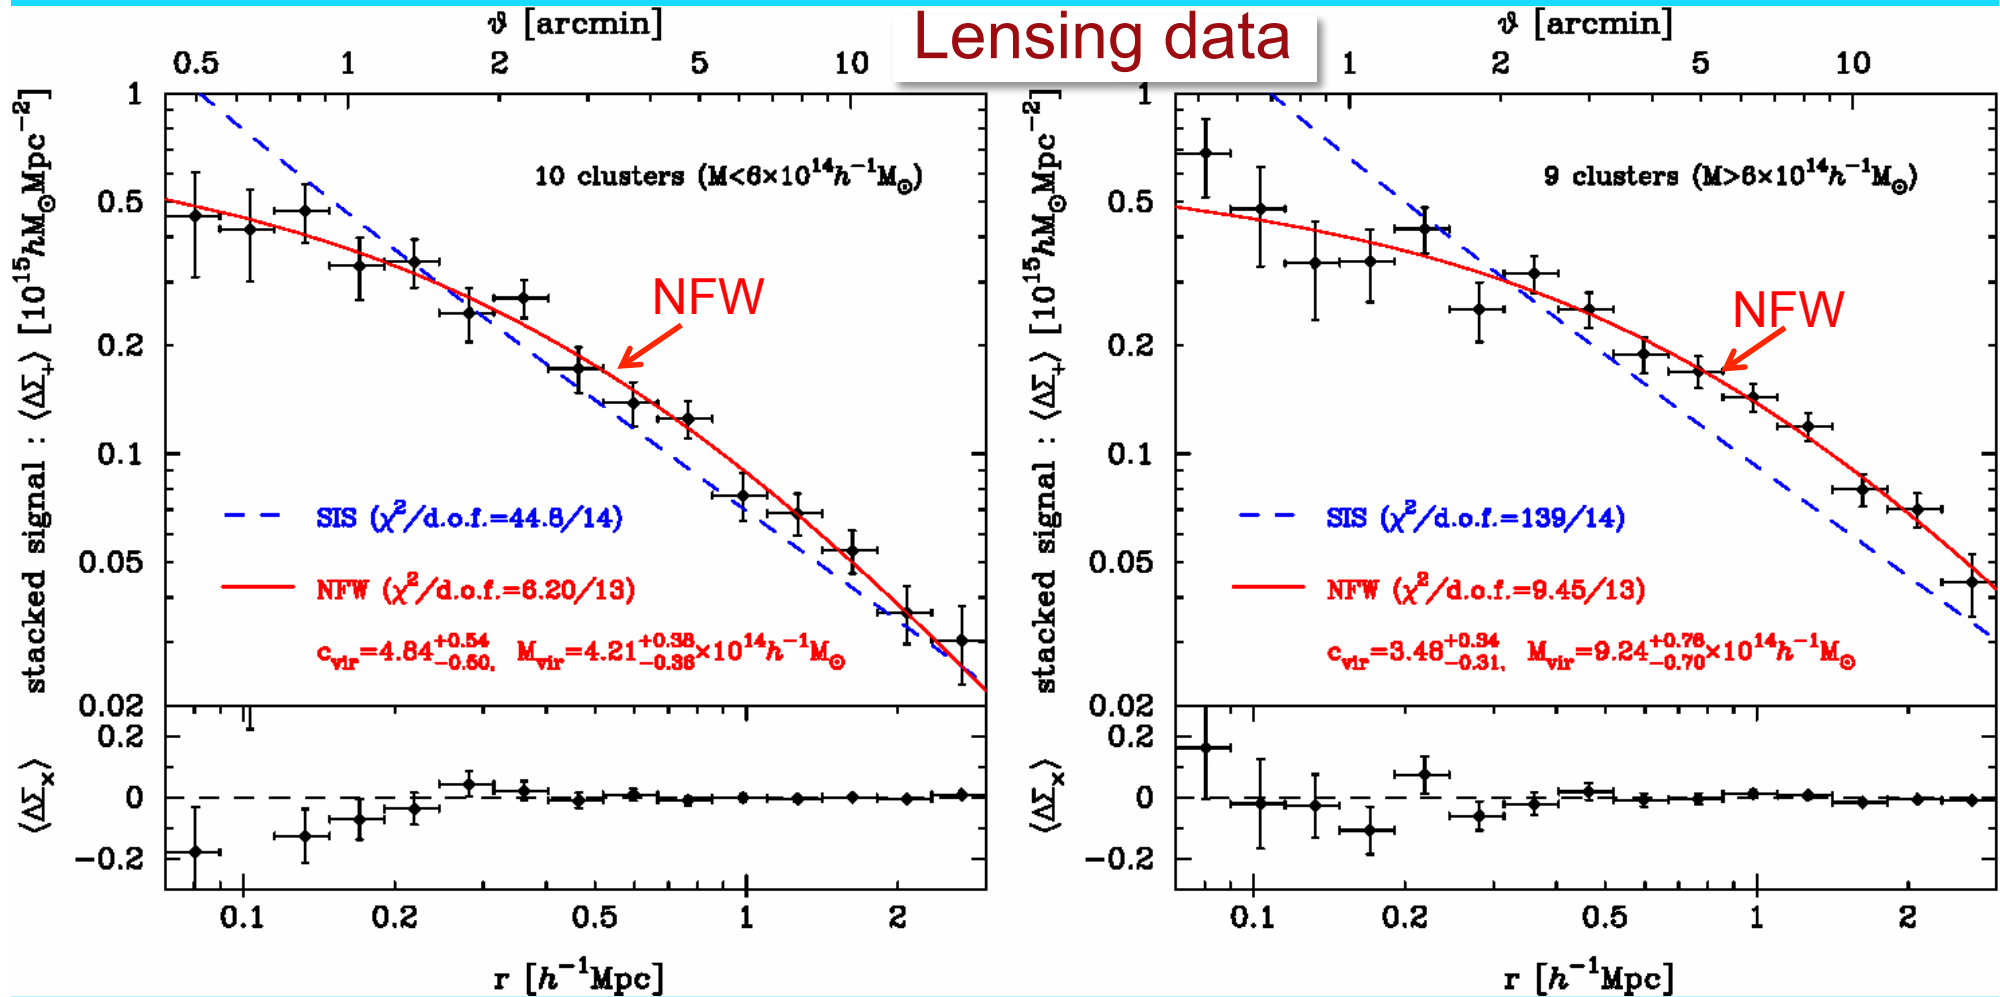 Lensing data
ϑ [arcmin]
0.5 1 2 5 10
stacked signal : ⟨ΔΣ₊⟩ [10¹⁵hM⊙Mpc⁻²]
1
0.5
0.2
0.1
0.05
0.02
10 clusters (M<6×10¹⁴h⁻¹M⊙)
NFW
SIS (χ²/d.o.f.=44.8/14)
NFW (χ²/d.o.f.=6.20/13)
c_vir=4.84^{+0.54}_{-0.50}, M_vir=4.21^{+0.38}_{-0.36}×10¹⁴h⁻¹M⊙
⟨ΔΣ×⟩
0.2
0
−0.2
0.1 0.2 0.5 1 2
r [h⁻¹Mpc]
ϑ [arcmin]
1 2 5 10
stacked signal : ⟨ΔΣ₊⟩ [10¹⁵hM⊙Mpc⁻²]
1
0.5
0.2
0.1
0.05
0.02
9 clusters (M>6×10¹⁴h⁻¹M⊙)
NFW
SIS (χ²/d.o.f.=139/14)
NFW (χ²/d.o.f.=9.45/13)
c_vir=3.48^{+0.34}_{-0.31}, M_vir=9.24^{+0.76}_{-0.70}×10¹⁴h⁻¹M⊙
⟨ΔΣ×⟩
0.2
0
−0.2
0.1 0.2 0.5 1 2
r [h⁻¹Mpc]